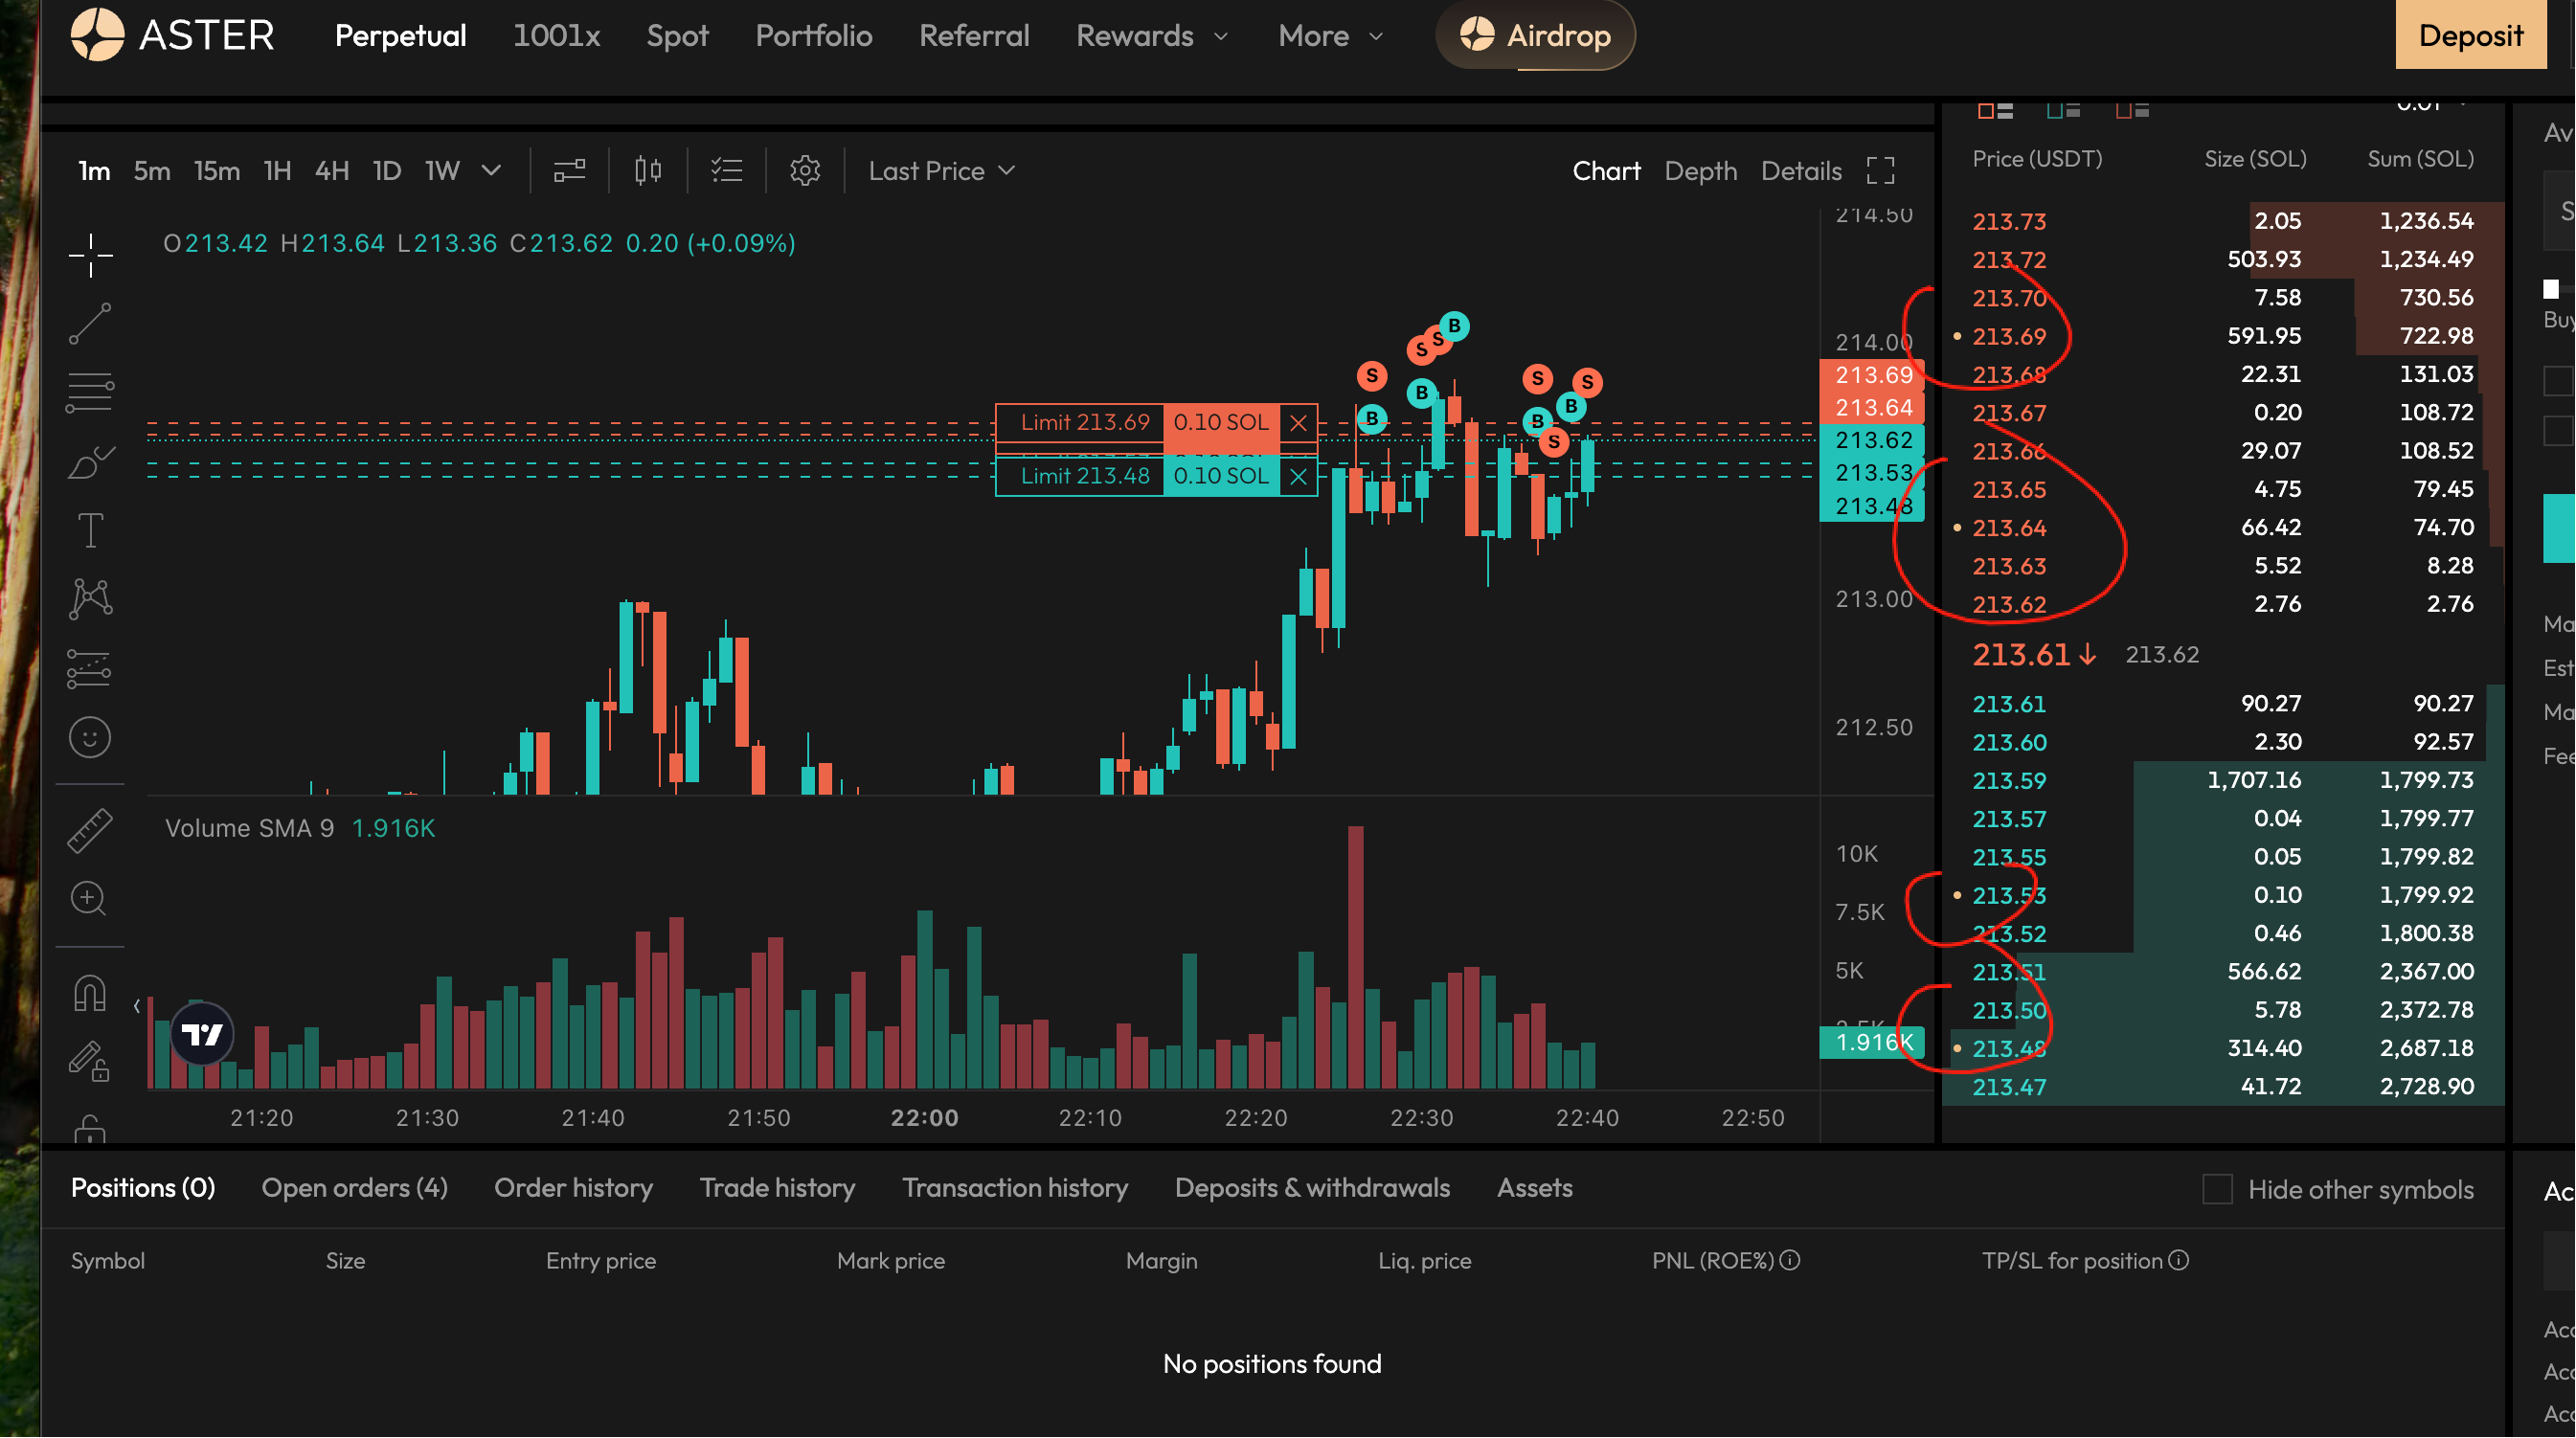 ASTER Perpetual 1001x Spot Portfolio Referral Rewards More Airdrop Deposit
1m 5m 15m 1H 4H 1D 1W Last Price Chart Depth Details
O213.42 H213.64 L213.36 C213.62 0.20 (+0.09%)
214.50
214.00
213.69
213.64
213.62
213.53
213.48
213.00
212.50
Limit 213.69 0.10 SOL
Limit 213.48 0.10 SOL
S B S S B B S B S B S
Volume SMA 9 1.916K
10K
7.5K
5K
2.5K
1.916K
21:20 21:30 21:40 21:50 22:00 22:10 22:20 22:30 22:40 22:50
0.01
Price (USDT) Size (SOL) Sum (SOL)
213.73 2.05 1,236.54
213.72 503.93 1,234.49
213.70 7.58 730.56
213.69 591.95 722.98
213.68 22.31 131.03
213.67 0.20 108.72
213.66 29.07 108.52
213.65 4.75 79.45
213.64 66.42 74.70
213.63 5.52 8.28
213.62 2.76 2.76
213.61↓ 213.62
213.61 90.27 90.27
213.60 2.30 92.57
213.59 1,707.16 1,799.73
213.57 0.04 1,799.77
213.55 0.05 1,799.82
213.53 0.10 1,799.92
213.52 0.46 1,800.38
213.51 566.62 2,367.00
213.50 5.78 2,372.78
213.48 314.40 2,687.18
213.47 41.72 2,728.90
Av
S
Buy
Ma
Est
Ma
Fee
Positions (0) Open orders (4) Order history Trade history Transaction history Deposits & withdrawals Assets Hide other symbols
Symbol Size Entry price Mark price Margin Liq. price PNL (ROE%) TP/SL for position
No positions found
Ac
Acc
Acc
Acc